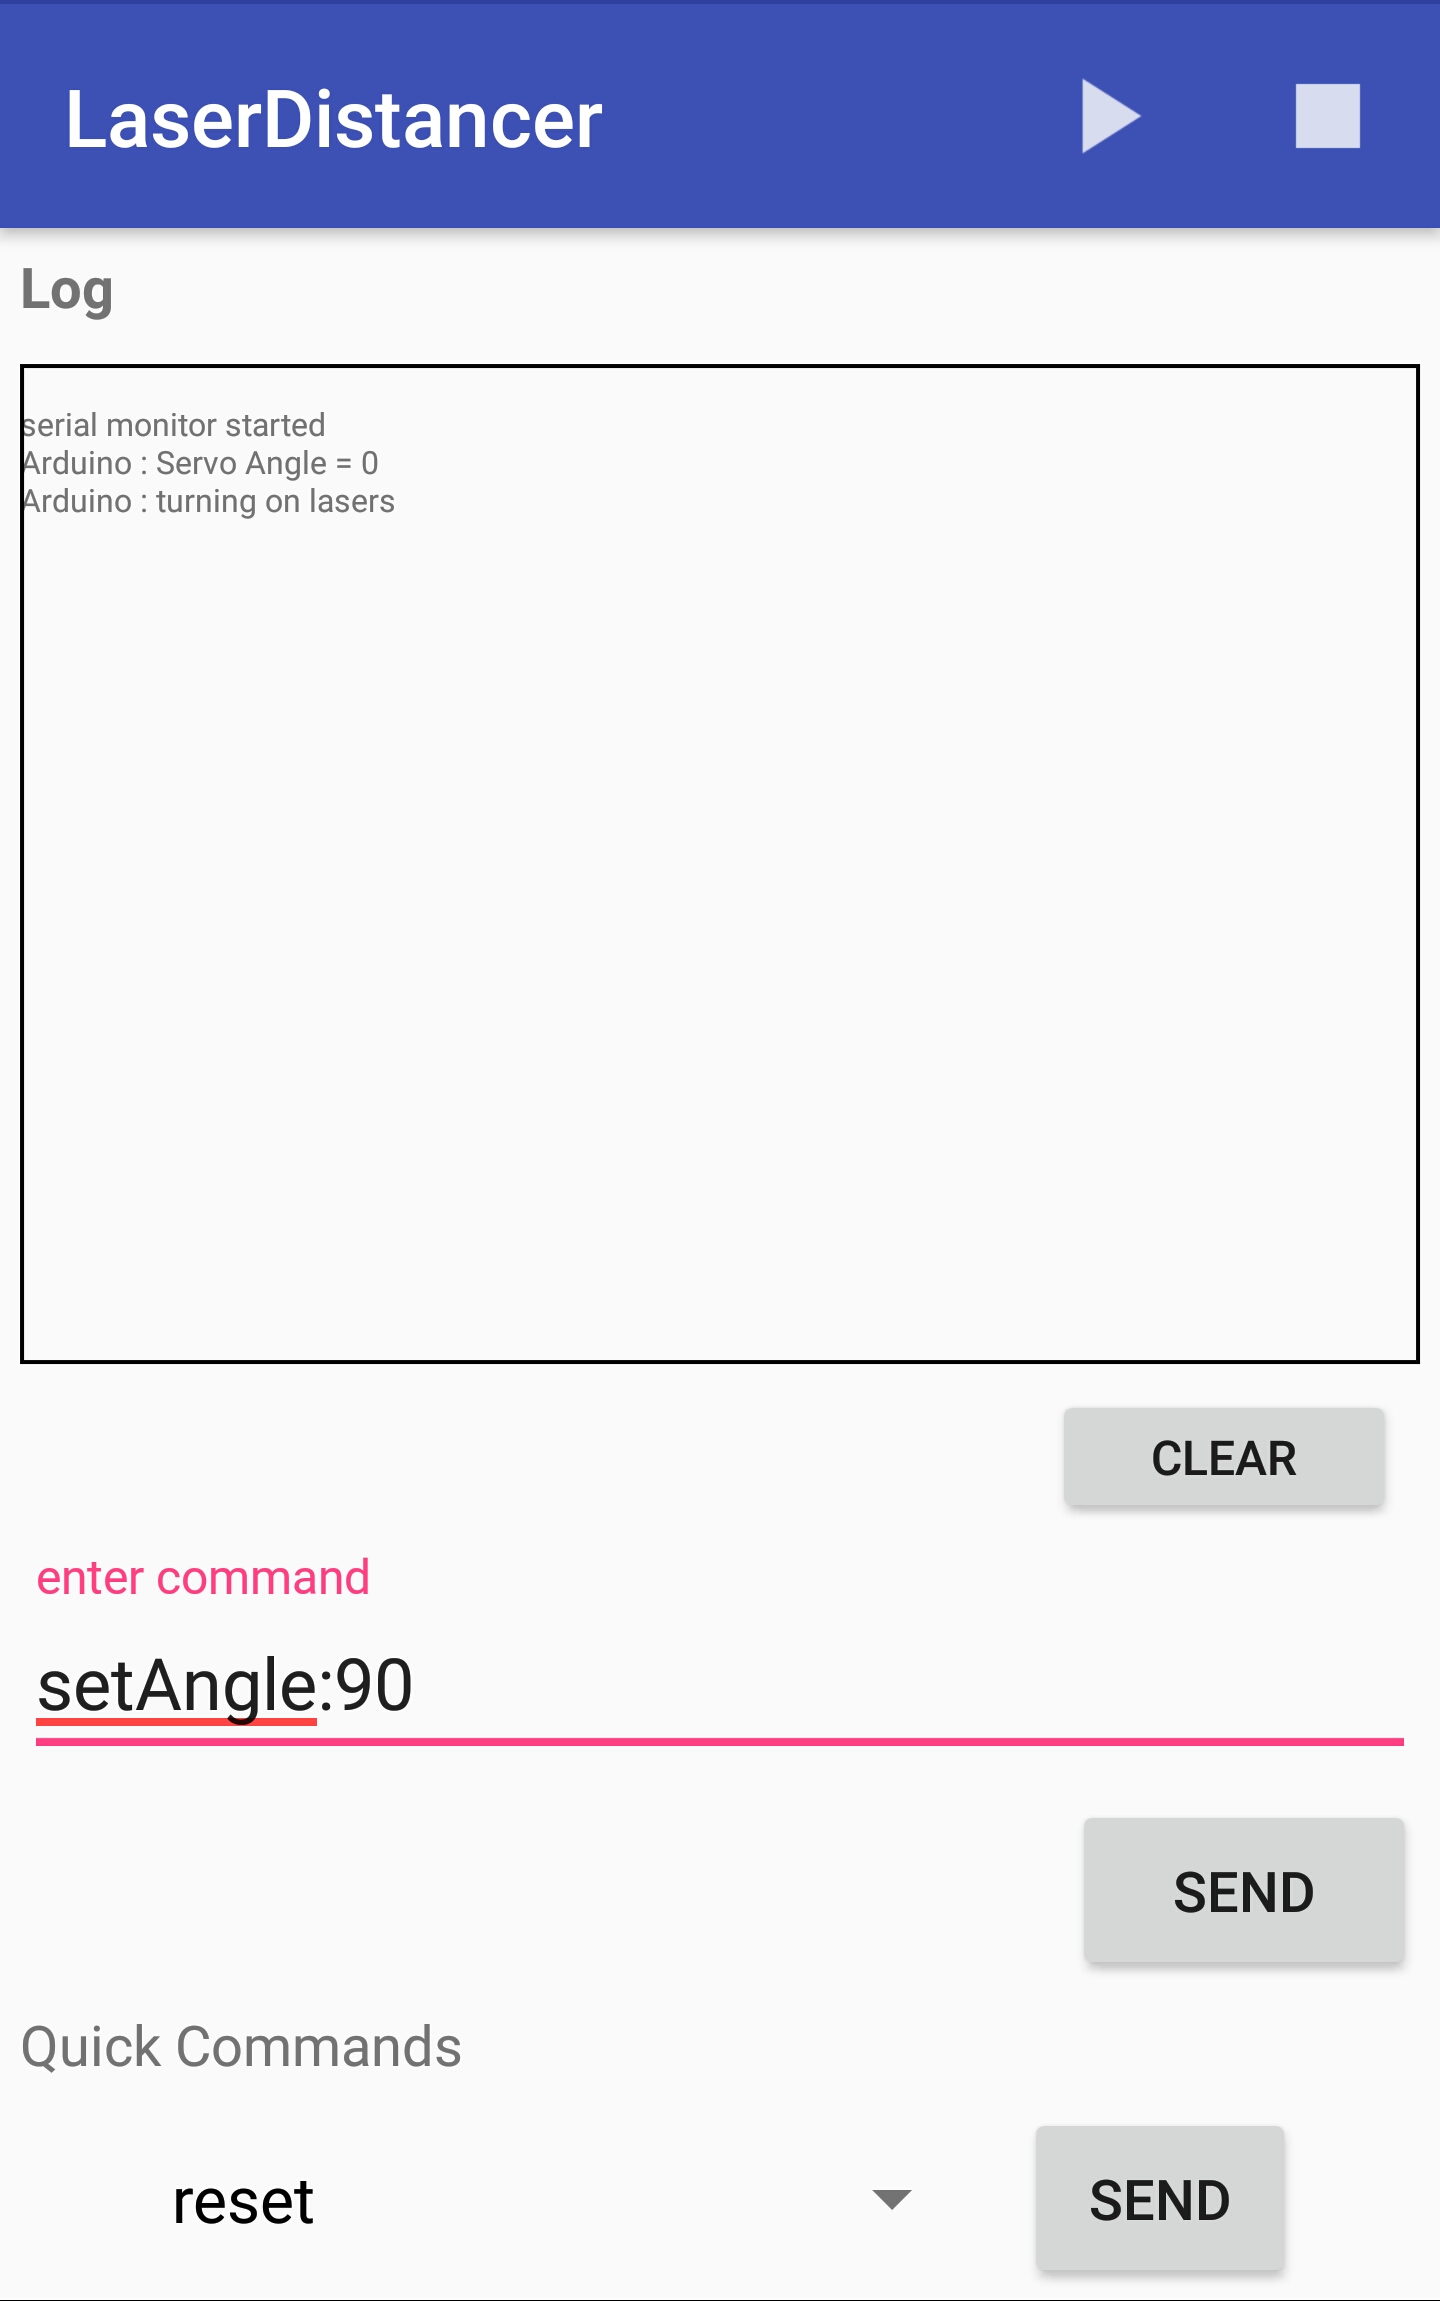 LaserDistancer
Log
serial monitor started
Arduino : Servo Angle = 0
Arduino : turning on lasers
CLEAR
enter command
setAngle:90
SEND
Quick Commands
reset
SEND